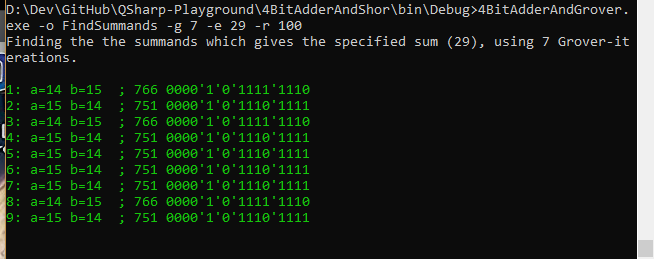 D:\Dev\GitHub\QSharp-Playground\4BitAdderAndShor\bin\Debug>4BitAdderAndGrover.
exe -o FindSummands -g 7 -e 29 -r 100
Finding the the summands which gives the specified sum (29), using 7 Grover-it
erations.
1: a=14 b=15  ; 766 0000'1'0'1111'1110
2: a=15 b=14  ; 751 0000'1'0'1110'1111
3: a=14 b=15  ; 766 0000'1'0'1111'1110
4: a=15 b=14  ; 751 0000'1'0'1110'1111
5: a=15 b=14  ; 751 0000'1'0'1110'1111
6: a=15 b=14  ; 751 0000'1'0'1110'1111
7: a=15 b=14  ; 751 0000'1'0'1110'1111
8: a=14 b=15  ; 766 0000'1'0'1111'1110
9: a=15 b=14  ; 751 0000'1'0'1110'1111